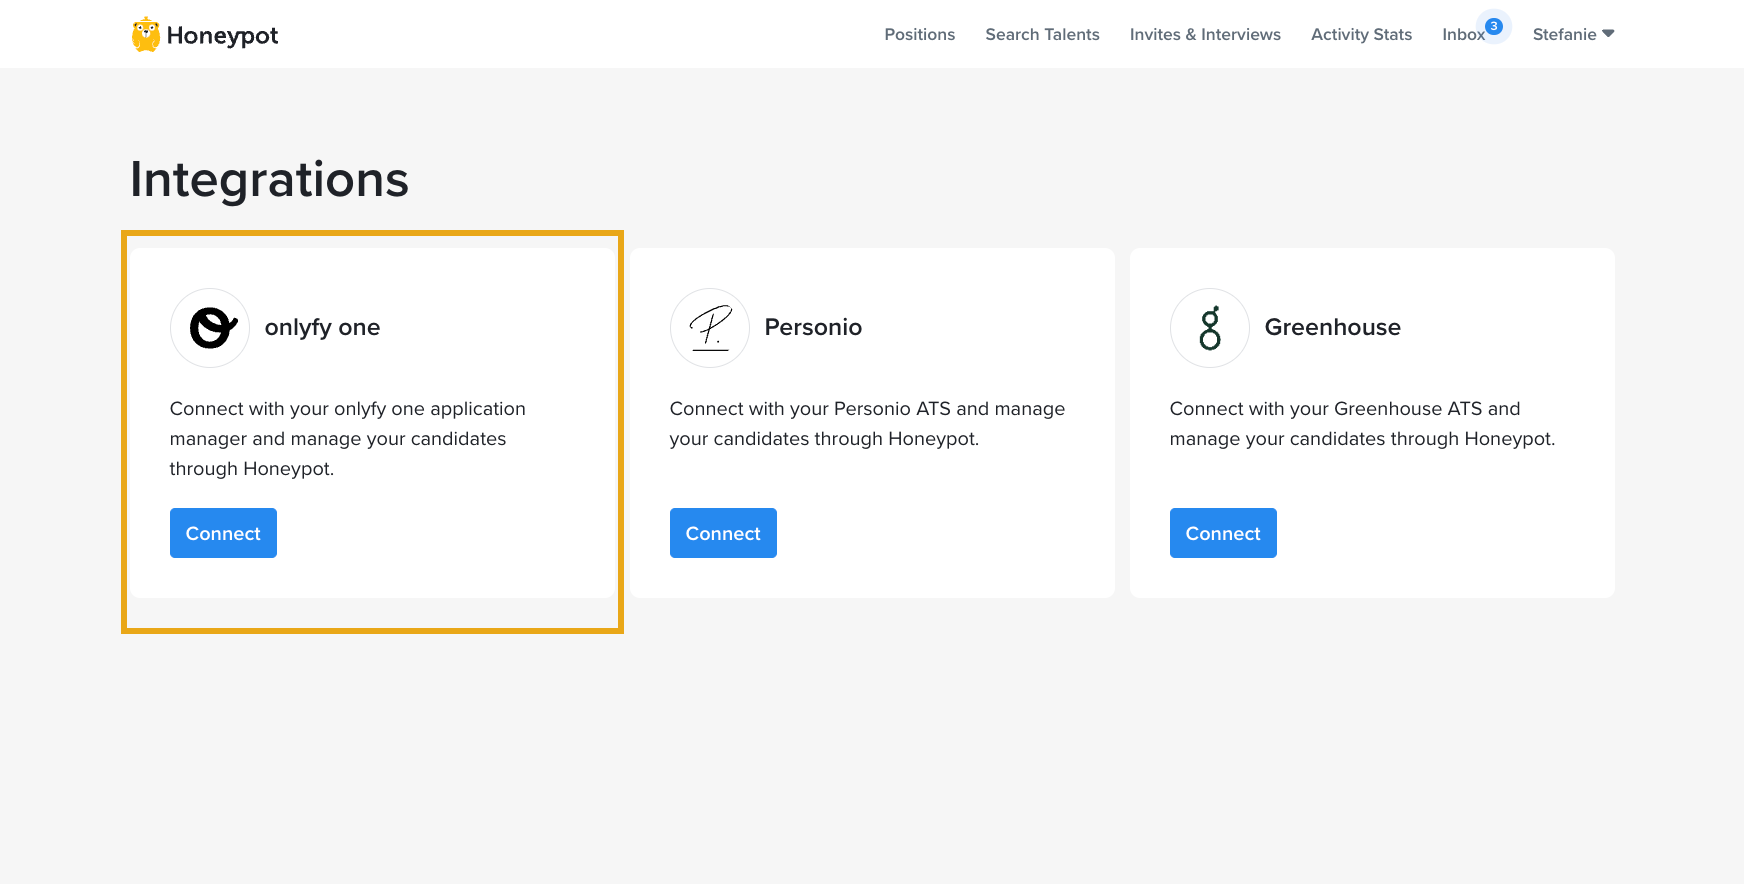 Honeypot
Positions
Search Talents
Invites & Interviews
Activity Stats
Inbox
3
Stefanie
Integrations
onlyfy one
Connect with your onlyfy one application
manager and manage your candidates
through Honeypot.
Connect
P.
Personio
Connect with your Personio ATS and manage
your candidates through Honeypot.
Connect
Greenhouse
Connect with your Greenhouse ATS and
manage your candidates through Honeypot.
Connect